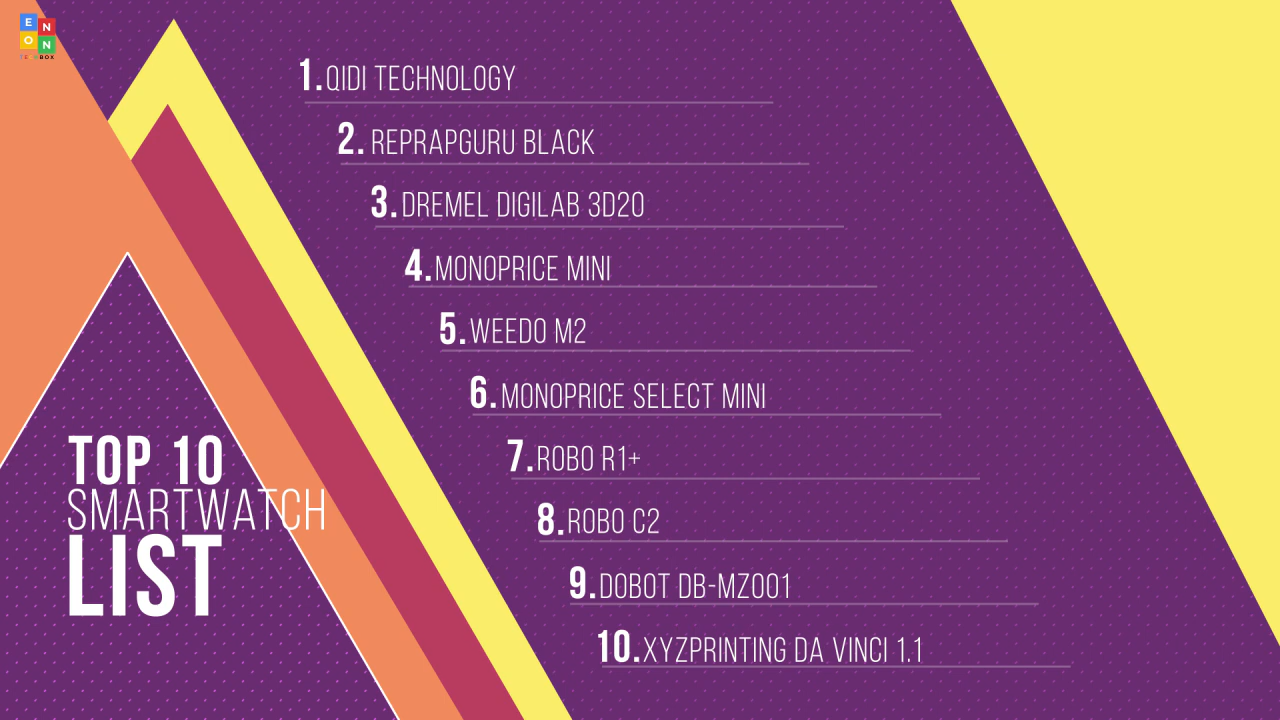 E N
O N
TECHBOX
1. QIDI TECHNOLOGY
2. REPRAPGURU BLACK
3. DREMEL DIGILAB 3D20
4. MONOPRICE MINI
5. WEEDO M2
6. MONOPRICE SELECT MINI
7. ROBO R1+
8. ROBO C2
9. DOBOT DB-MZ001
10. XYZPRINTING DA VINCI 1.1
TOP 10
SMARTWATCH
LIST